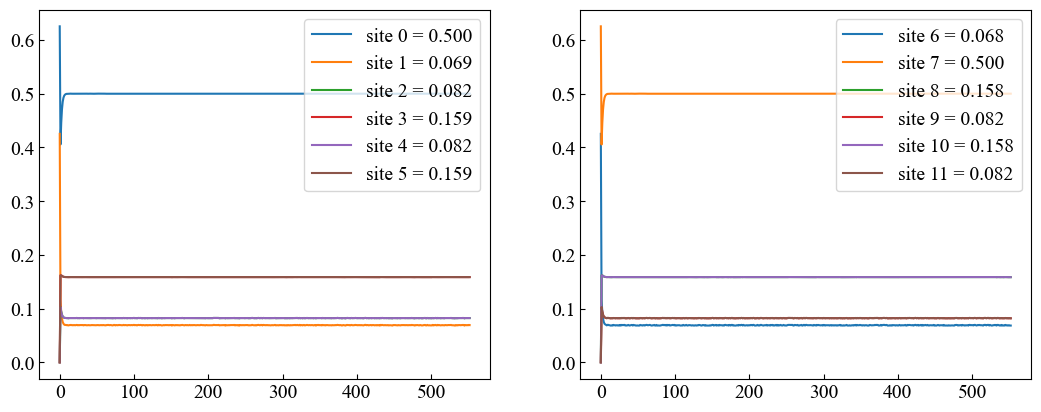 0.6
0.5
0.4
0.3
0.2
0.1
0.0
0 100 200 300 400 500
site 0 = 0.500
site 1 = 0.069
site 2 = 0.082
site 3 = 0.159
site 4 = 0.082
site 5 = 0.159
0.6
0.5
0.4
0.3
0.2
0.1
0.0
0 100 200 300 400 500
site 6 = 0.068
site 7 = 0.500
site 8 = 0.158
site 9 = 0.082
site 10 = 0.158
site 11 = 0.082